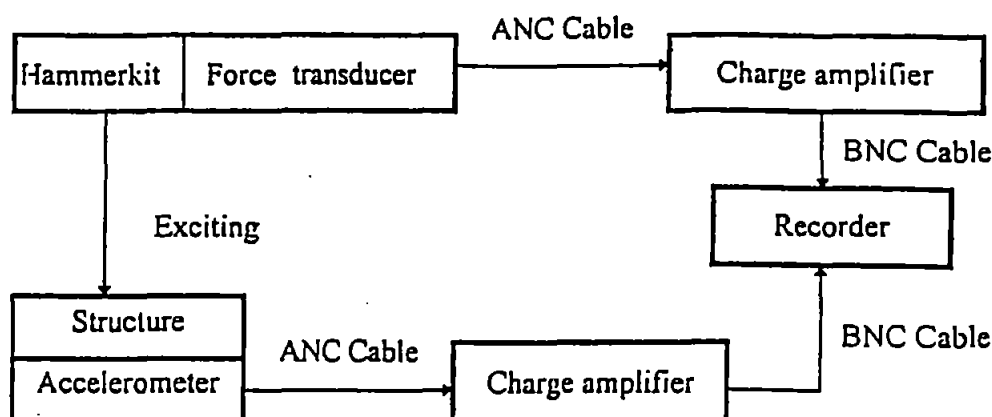 ANC Cable
Hammerkit Force transducer
Charge amplifier
BNC Cable
Recorder
Exciting
Structure
ANC Cable
BNC Cable
Accelerometer
Charge amplifier